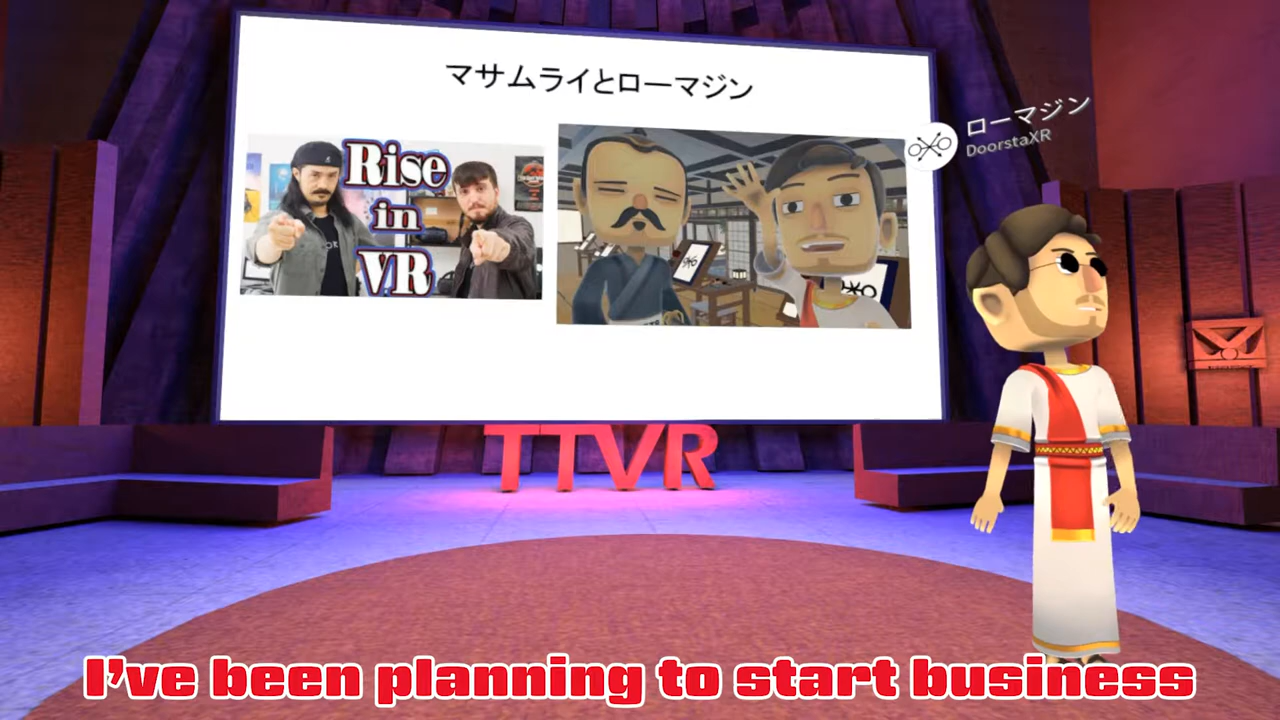 マサムライとローマジン
Rise
in
VR
ローマジン
DoorstaXR
TTVR
I've been planning to start business